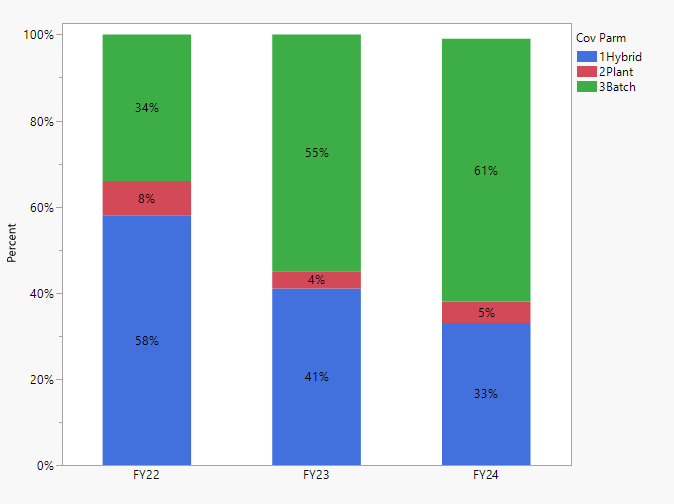 Cov Parm
1Hybrid
2Plant
3Batch
Percent
100%
80%
60%
40%
20%
0%
34%
8%
58%
55%
4%
41%
61%
5%
33%
FY22
FY23
FY24